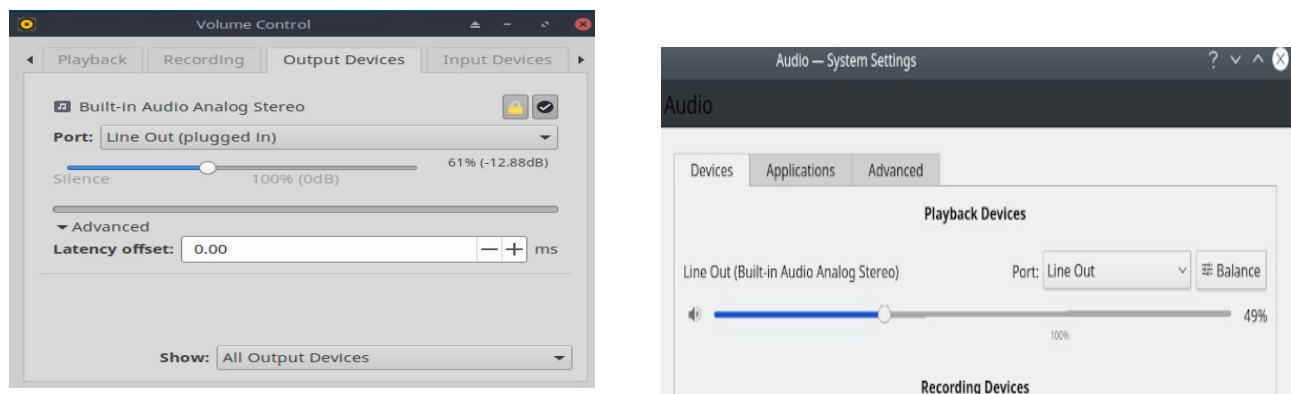 Volume Control
Playback Recording Output Devices Input Devices
Built-in Audio Analog Stereo
Port: Line Out (plugged in)
61% (-12.88dB)
Silence 100% (0dB)
Advanced
Latency offset: 0.00 ms
Show: All Output Devices
Audio — System Settings
Audio
Devices Applications Advanced
Playback Devices
Line Out (Built-in Audio Analog Stereo) Port: Line Out Balance
49%
100%
Recording Devices